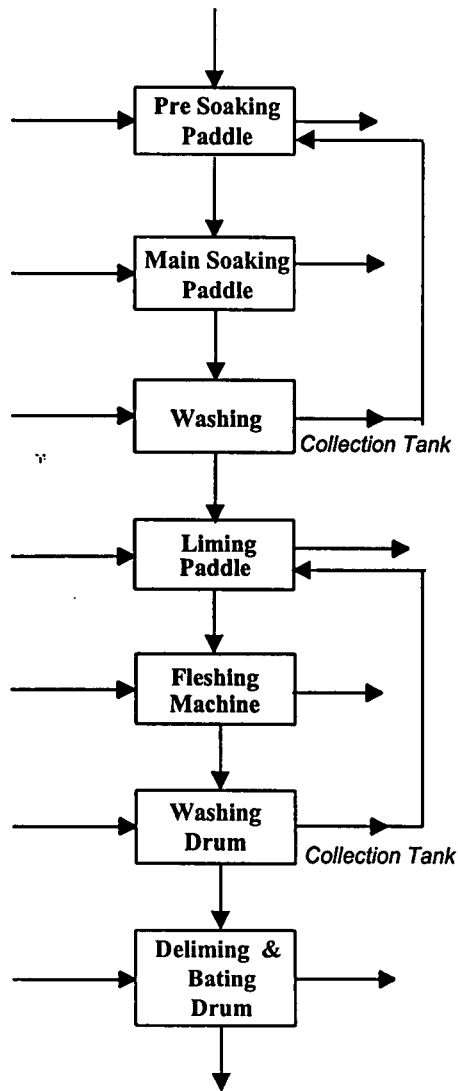 Pre Soaking
Paddle
Main Soaking
Paddle
Washing
Collection Tank
Liming
Paddle
Fleshing
Machine
Washing
Drum
Collection Tank
Deliming &
Bating
Drum